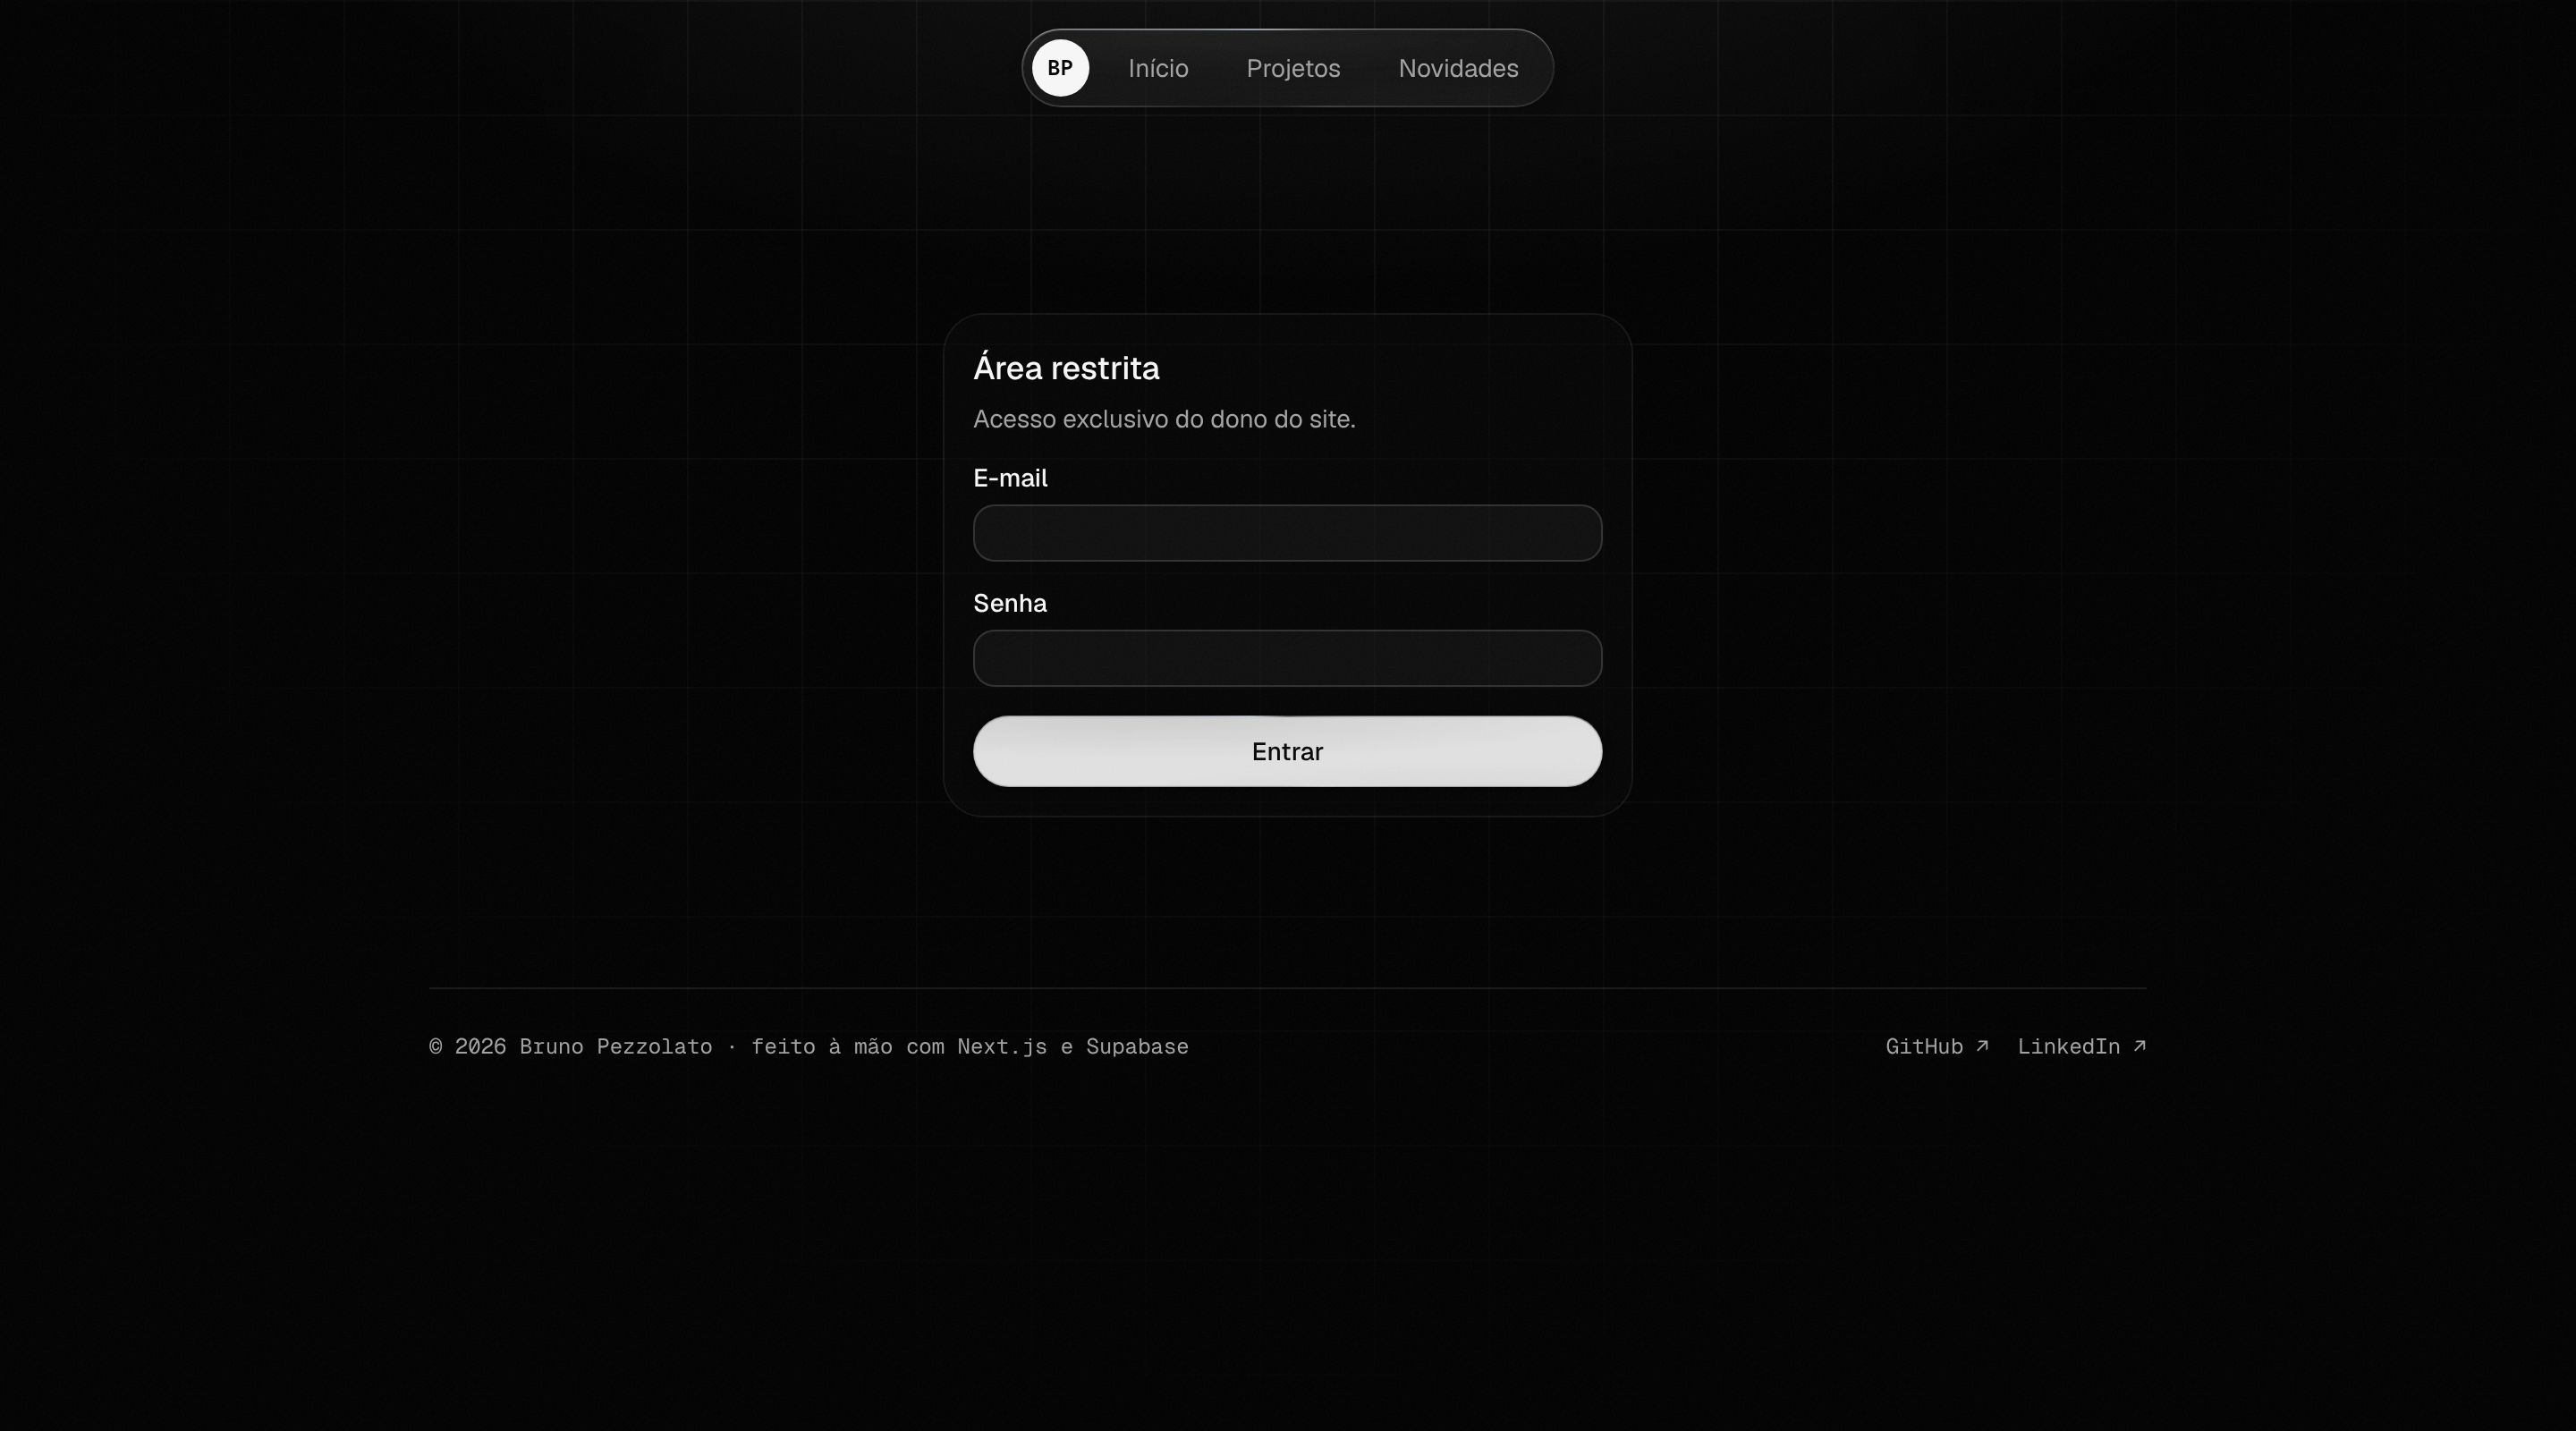 BP Início Projetos Novidades
Área restrita
Acesso exclusivo do dono do site.
E-mail
Senha
Entrar
© 2026 Bruno Pezzolato · feito à mão com Next.js e Supabase
GitHub ↗ LinkedIn ↗